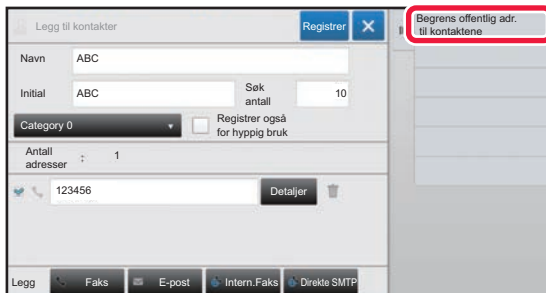 Legg til kontakter
Registrer
Begrens offentlig adr.
til kontaktene
Navn
ABC
Initial
ABC
Søk
antall
10
Category 0
Registrer også
for hyppig bruk
Antall
adresser
:
1
123456
Detaljer
Legg
Faks
E-post
Intern.Faks
Direkte SMTP